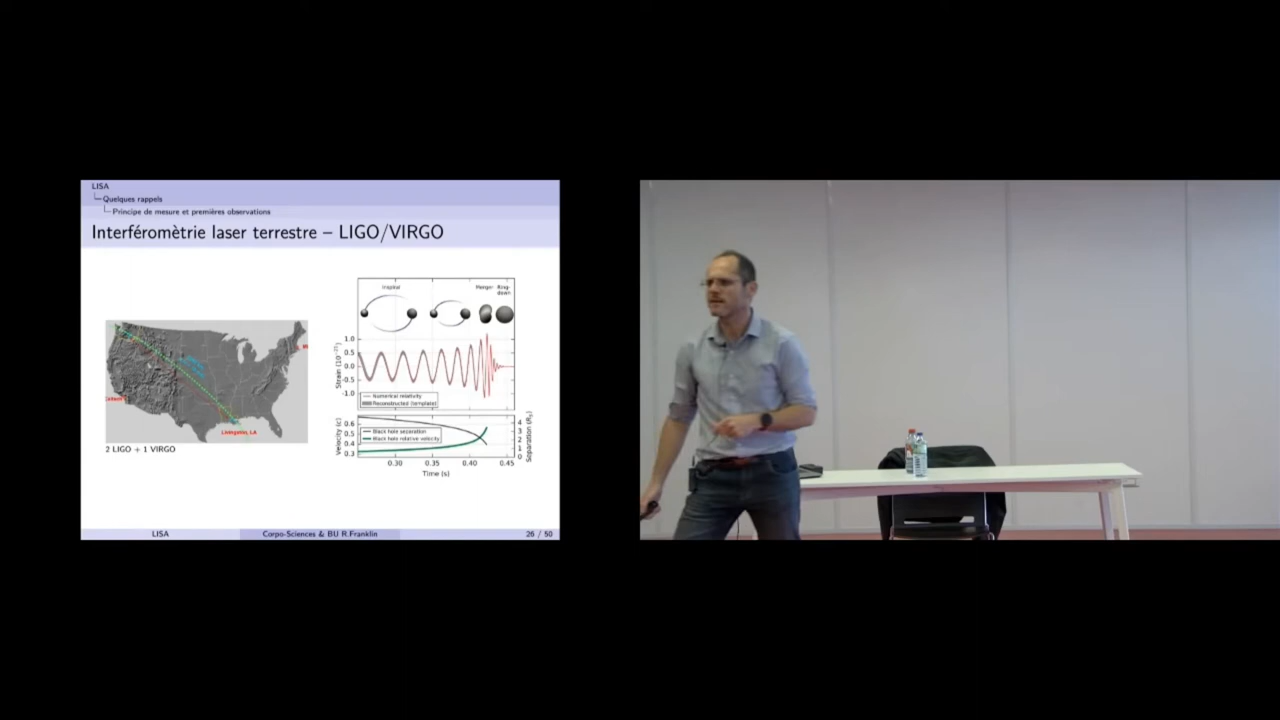 LISA
Quelques rappels
Principe de mesure et premières observations
Interféromètrie laser terrestre – LIGO/VIRGO
Livingston, LA
2 LIGO + 1 VIRGO
Inspiral
Merger
Ring-
down
Strain (10⁻²¹)
1.0
0.5
0.0
-0.5
-1.0
Numerical relativity
Reconstructed (template)
Velocity (c)
0.6
0.5
0.4
0.3
Black hole separation
Black hole relative velocity
4
3
2
1
0
Separation (R_S)
0.30
0.35
0.40
0.45
Time (s)
LISA
Corpo-Sciences & BU R.Franklin
26 / 50